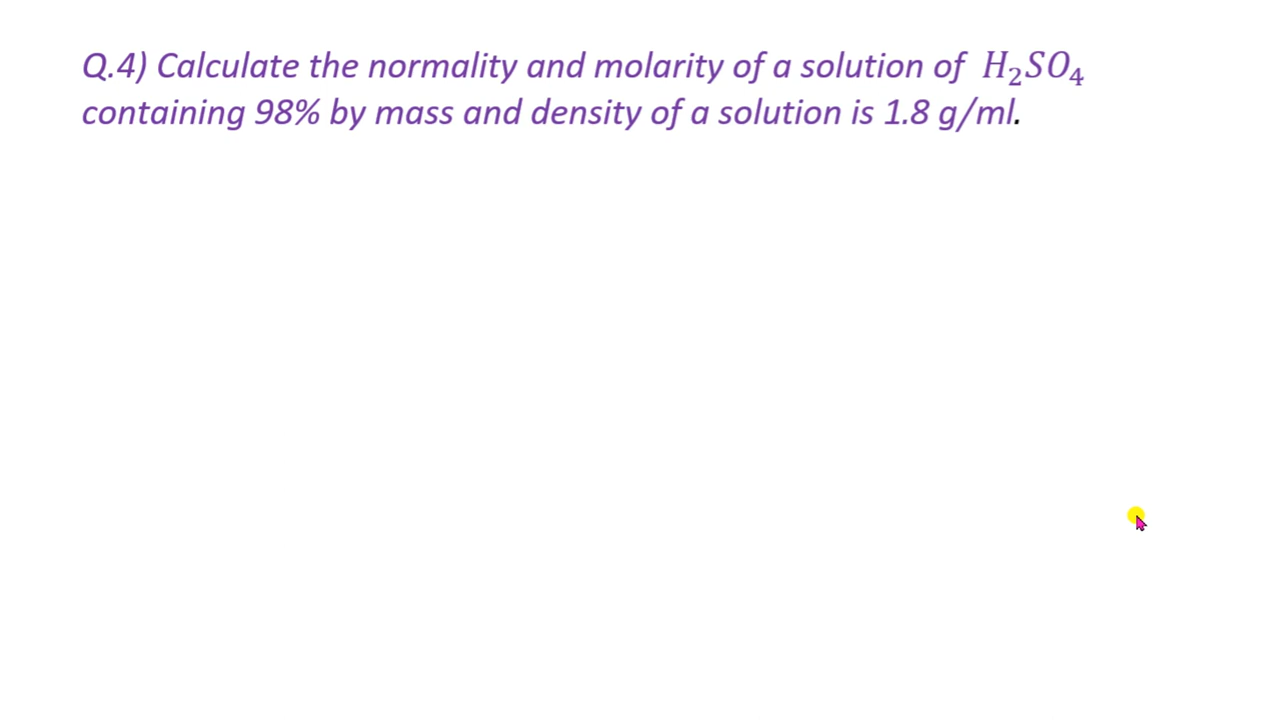 Q.4) Calculate the normality and molarity of a solution of H₂SO₄
containing 98% by mass and density of a solution is 1.8 g/ml.